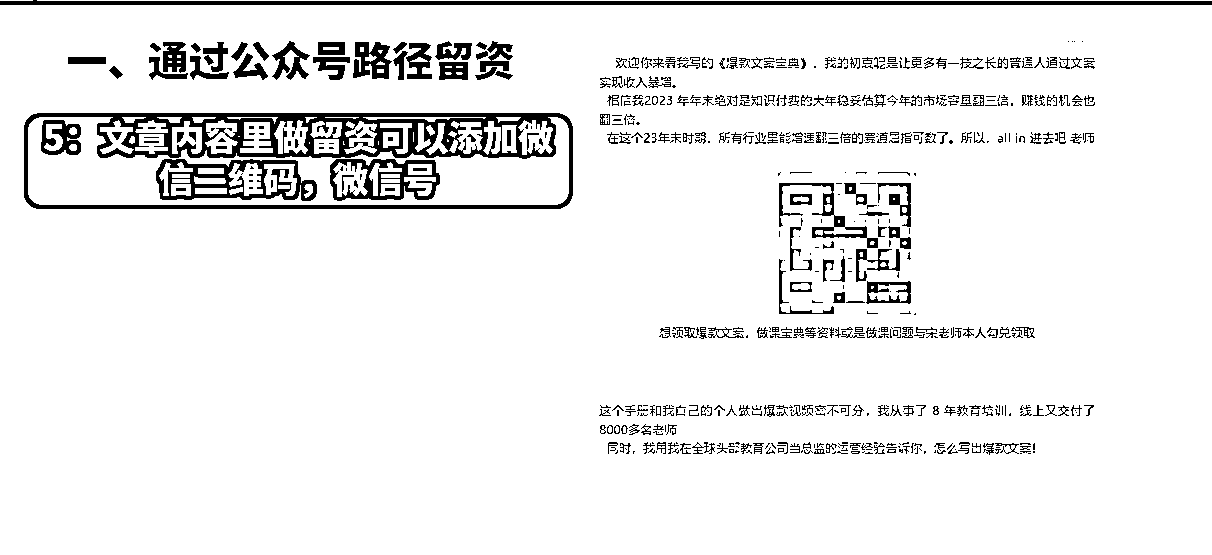 一、通过公众号路径留资
5：文章内容里做留资可以添加微
信二维码，微信号
欢迎你来看我写的《爆款文案宝典》，我的初衷呢是让更多有一技之长的普通人通过文案
实现收入暴增。
相信我2023 年年末绝对是知识付费的大年稳妥估算今年的市场容量翻三倍，赚钱的机会也
翻三倍。
在这个23年末时期，所有行业里能增速翻三倍的赛道屈指可数了。所以，all in 进去吧 老师
想领取爆款文案，做课宝典等资料或是做课问题与宋老师本人勾兑领取
这个手册和我自己的个人做出爆款视频密不可分，我从事了 8 年教育培训，线上又交付了
8000多名老师
同时，我用我在全球头部教育公司当总监的运营经验告诉你，怎么写出爆款文案！